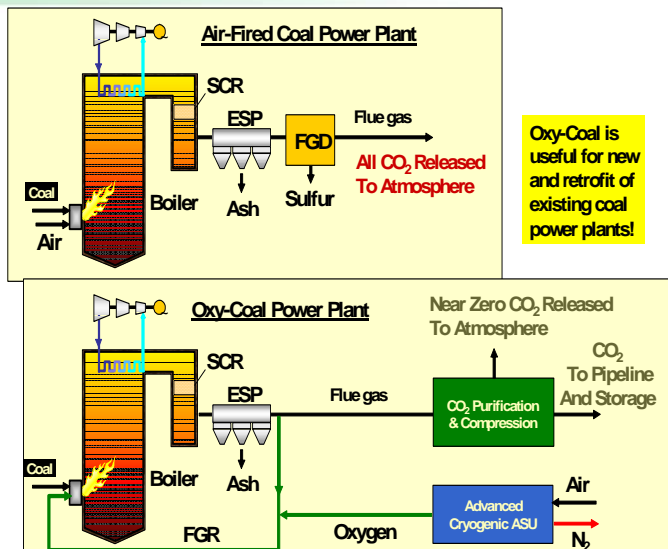 Air-Fired Coal Power Plant
SCR
ESP
Flue gas
FGD
All CO₂ Released
To Atmosphere
Coal
Air
Boiler
Ash
Sulfur
Oxy-Coal is
useful for new
and retrofit of
existing coal
power plants!
Oxy-Coal Power Plant
Near Zero CO₂ Released
To Atmosphere
SCR
ESP
Flue gas
CO₂ Purification
& Compression
CO₂
To Pipeline
And Storage
Coal
Boiler
Ash
FGR
Oxygen
Advanced
Cryogenic ASU
Air
N₂